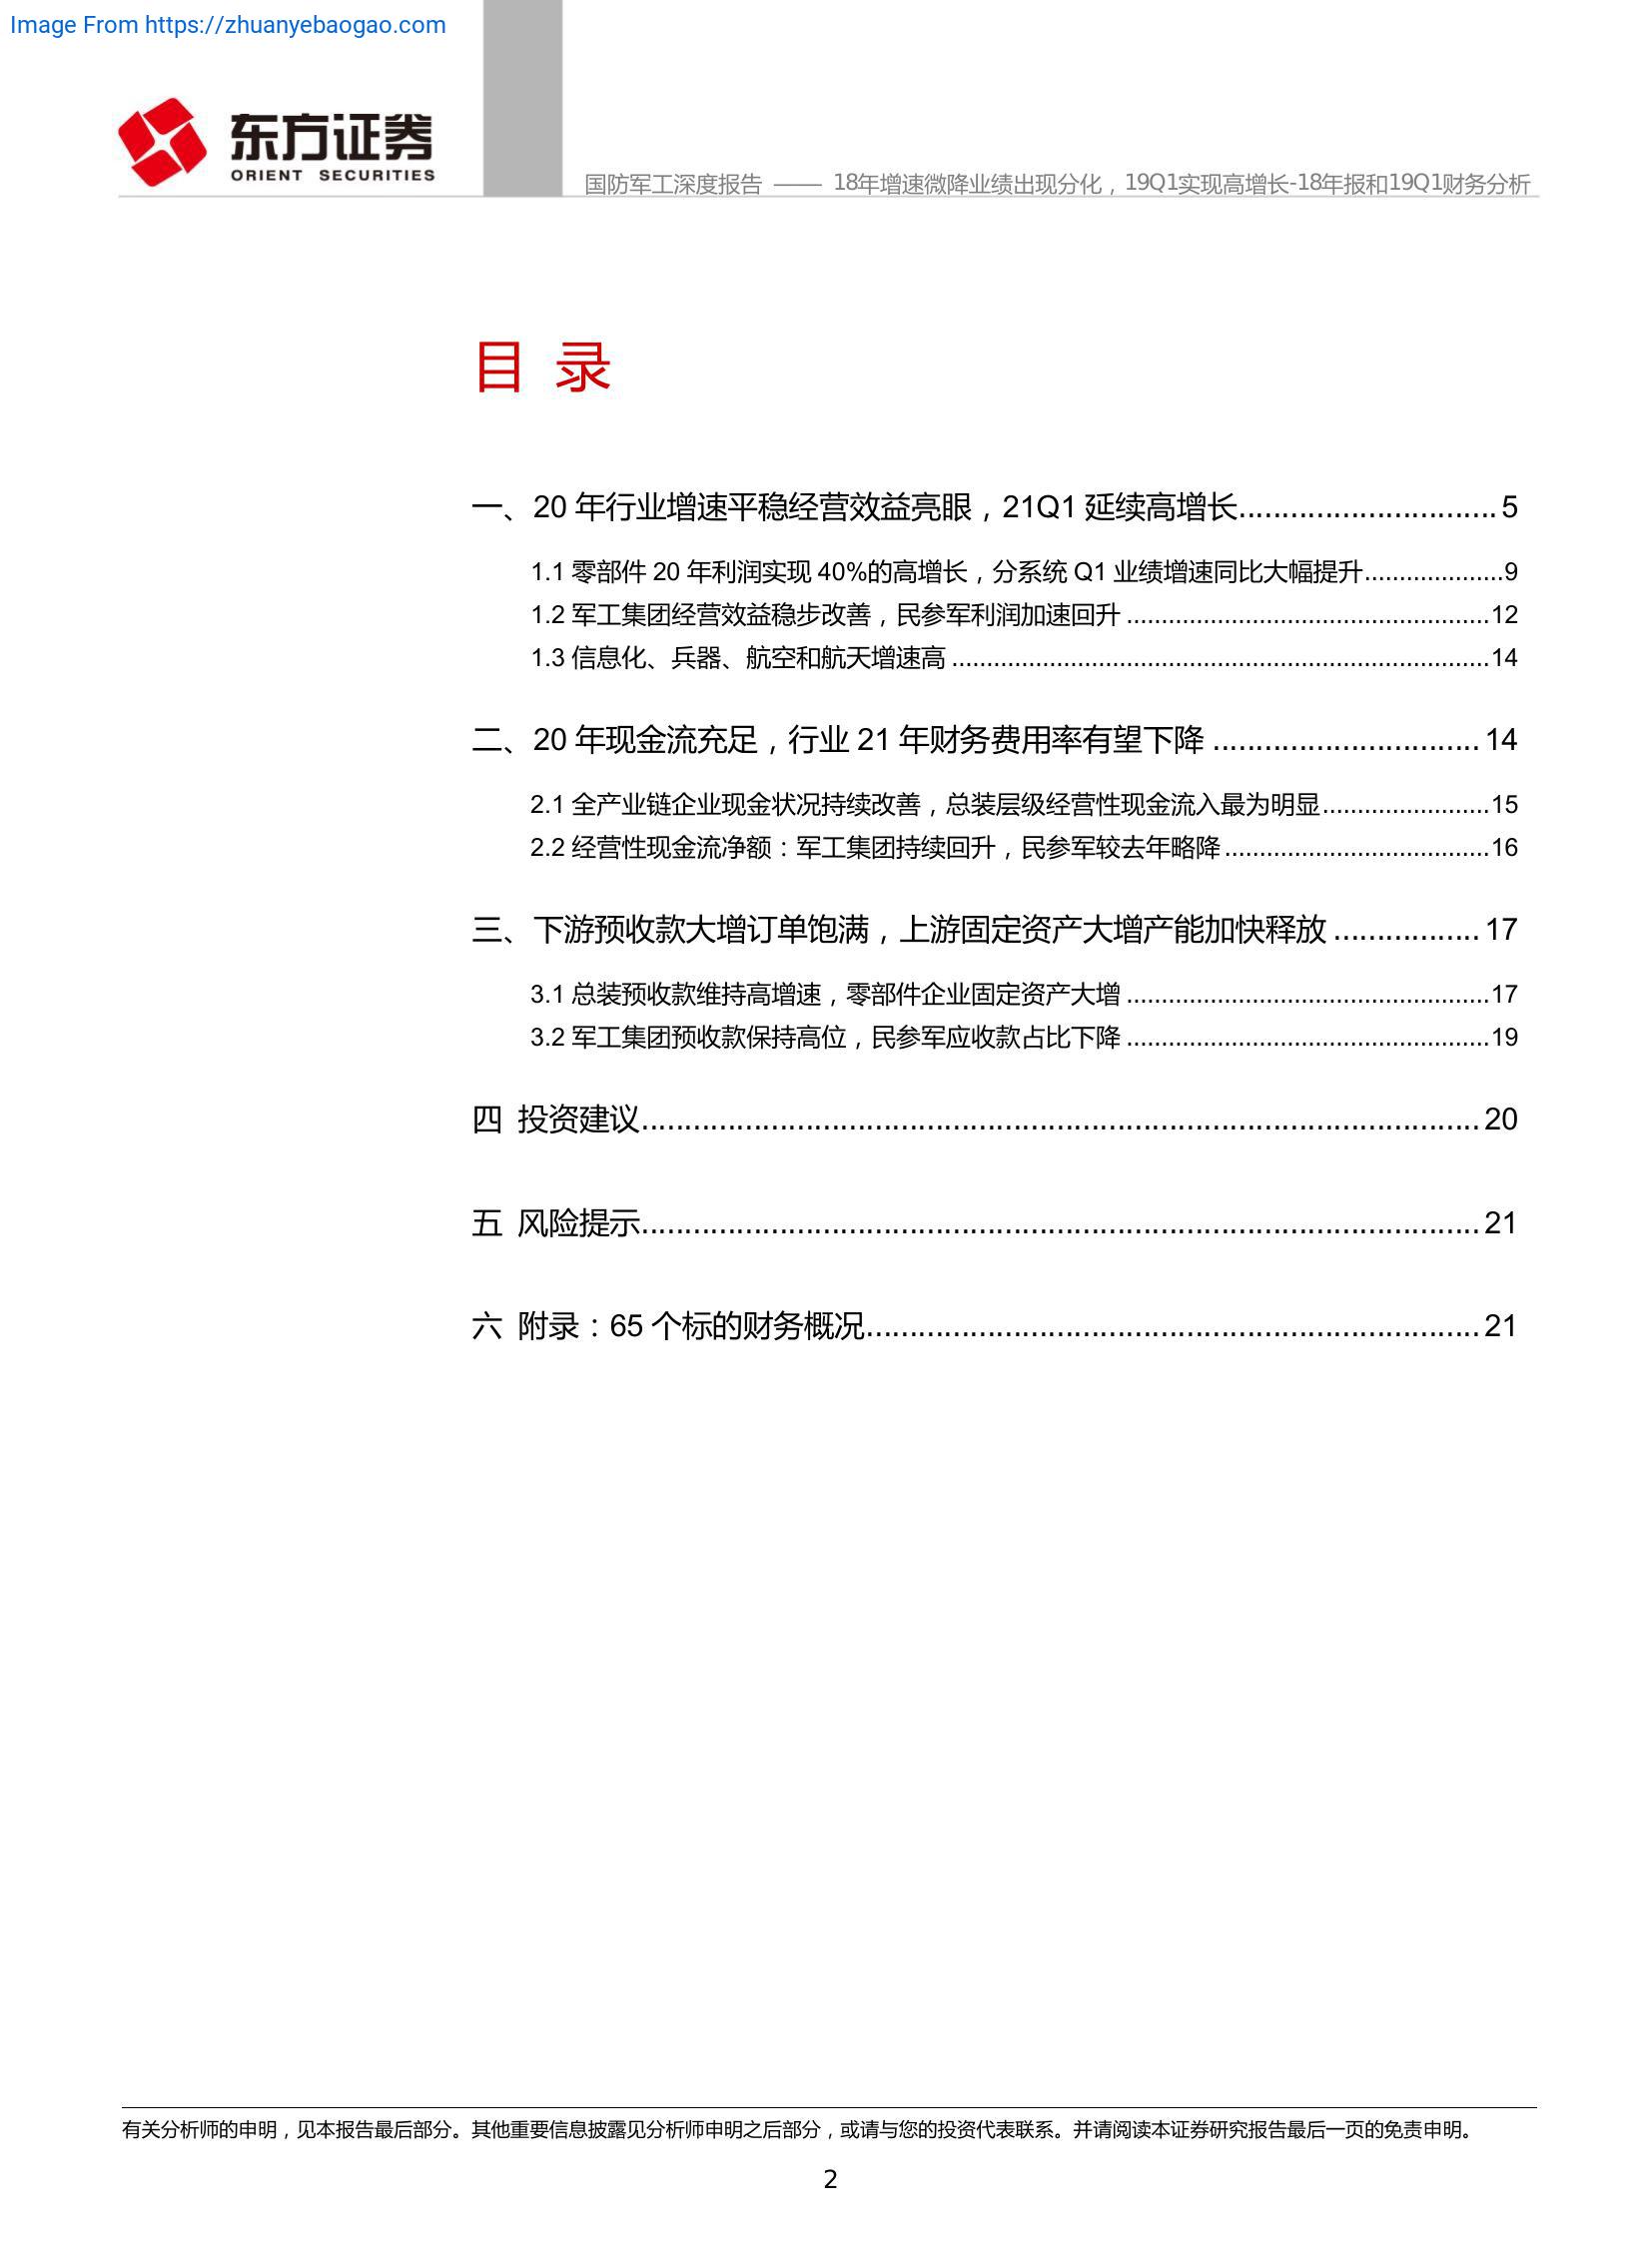 Image From https://zhuanyebaogao.com
东方证券
ORIENT SECURITIES
国防军工深度报告 —— 18年增速微降业绩出现分化，19Q1实现高增长-18年报和19Q1财务分析
目 录
一、20 年行业增速平稳经营效益亮眼，21Q1 延续高增长.............................. 5
1.1 零部件 20 年利润实现 40%的高增长，分系统 Q1 业绩增速同比大幅提升....................9
1.2 军工集团经营效益稳步改善，民参军利润加速回升 ....................................................12
1.3 信息化、兵器、航空和航天增速高 .............................................................................14
二、20 年现金流充足，行业 21 年财务费用率有望下降 ............................... 14
2.1 全产业链企业现金状况持续改善，总装层级经营性现金流入最为明显........................15
2.2 经营性现金流净额：军工集团持续回升，民参军较去年略降......................................16
三、下游预收款大增订单饱满，上游固定资产大增产能加快释放 ................. 17
3.1 总装预收款维持高增速，零部件企业固定资产大增 ....................................................17
3.2 军工集团预收款保持高位，民参军应收款占比下降 ....................................................19
四 投资建议................................................................................................. 20
五 风险提示................................................................................................. 21
六 附录：65 个标的财务概况....................................................................... 21
有关分析师的申明，见本报告最后部分。其他重要信息披露见分析师申明之后部分，或请与您的投资代表联系。并请阅读本证券研究报告最后一页的免责申明。
2